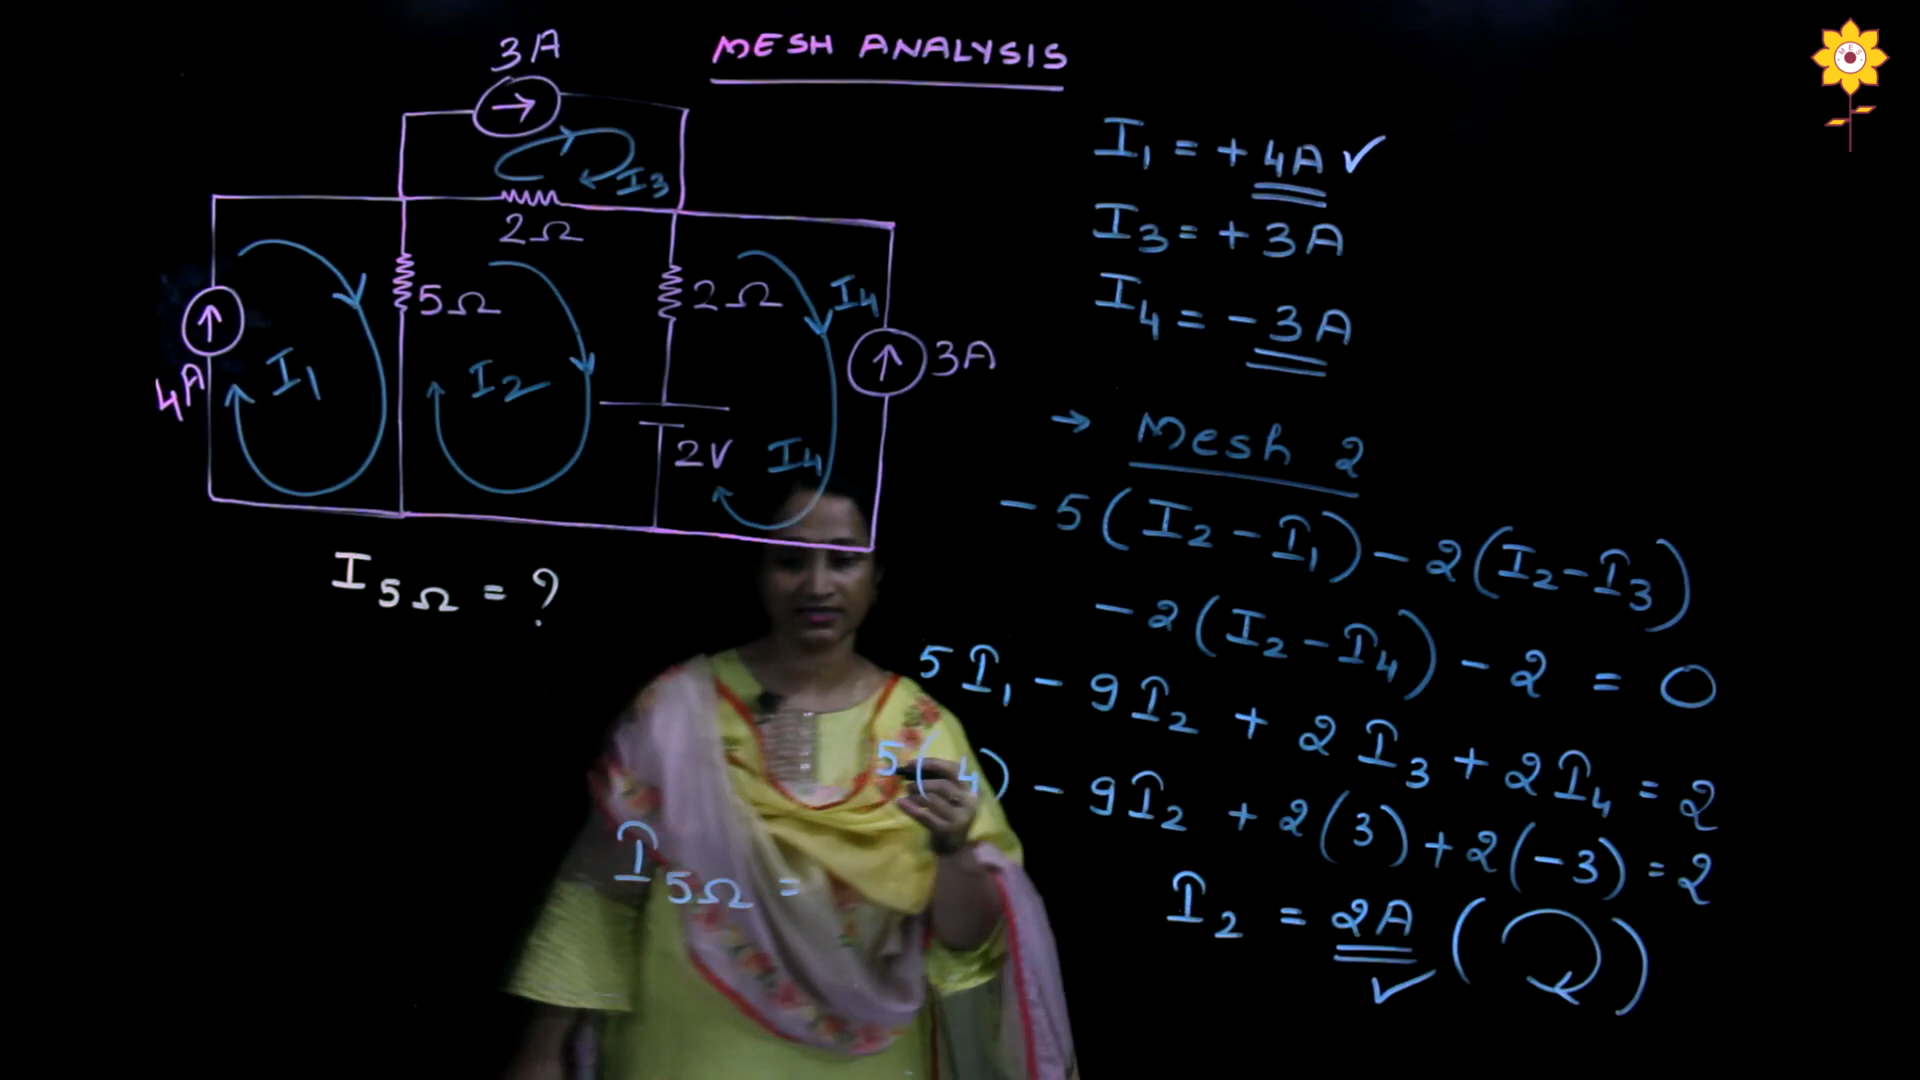 MESH ANALYSIS
3A
I3
2Ω
4A
I1
5Ω
I2
2Ω
I4
3A
2V
I4
I5Ω = ?
I1 = + 4A ✓
I3 = + 3A
I4 = - 3A
→ Mesh 2
- 5 (I2 - I1) - 2 (I2 - I3)
- 2 (I2 - I4) - 2 = 0
5I1 - 9I2 + 2I3 + 2I4 = 2
5(4) - 9I2 + 2(3) + 2(-3) = 2
I2 = 2A ( )
✓
I5Ω =
MES